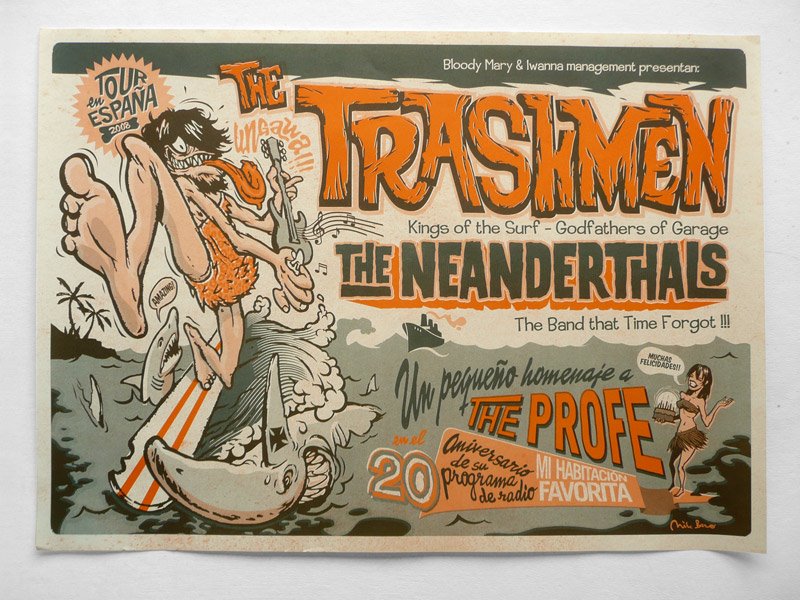 Bloody Mary & Iwanna management presentan:
TOUR
en
ESPAÑA
2008
THE
TRASHMEN
ungawa!!!
Kings of the Surf - Godfathers of Garage
THE NEANDERTHALS
The Band that Time Forgot !!!
AMAZING!
MUCHAS
FELICIDADES!!
Un pequeño homenaje a
THE PROFE
en el
20
Aniversario
de su
programa
de radio
MI HABITACIÓN
FAVORITA